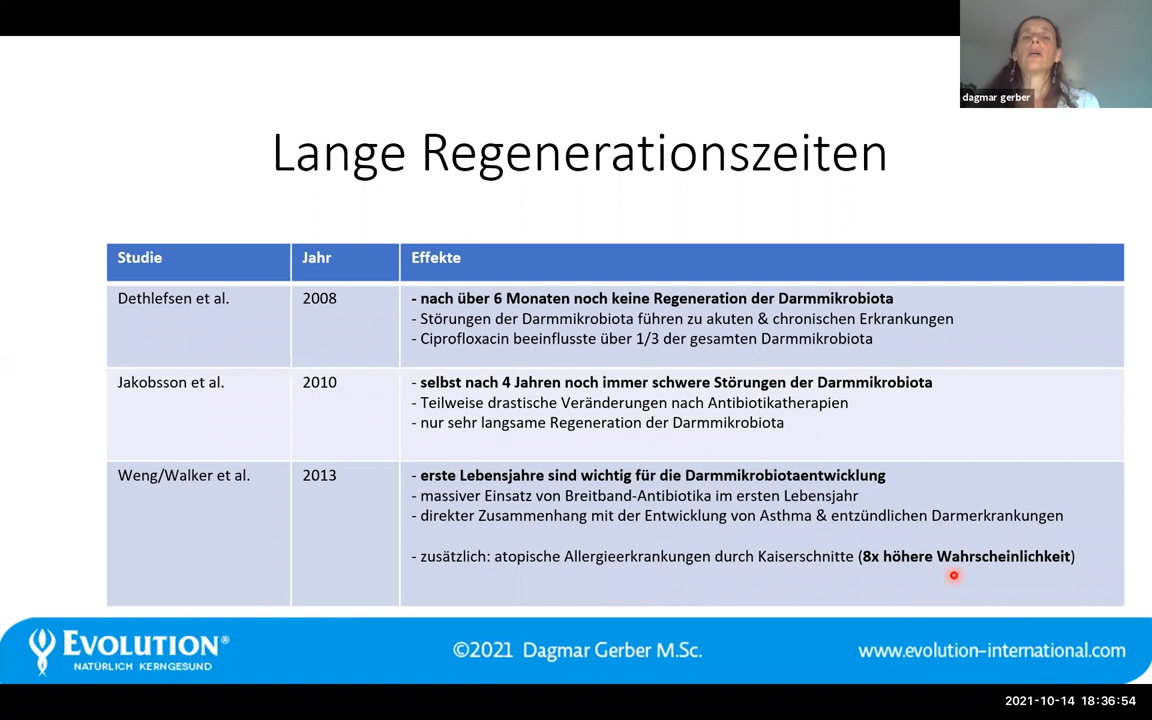 dagmar gerber
Lange Regenerationszeiten
Studie Jahr Effekte
Dethlefsen et al. 2008 - nach über 6 Monaten noch keine Regeneration der Darmmikrobiota
- Störungen der Darmmikrobiota führen zu akuten & chronischen Erkrankungen
- Ciprofloxacin beeinflusste über 1/3 der gesamten Darmmikrobiota
Jakobsson et al. 2010 - selbst nach 4 Jahren noch immer schwere Störungen der Darmmikrobiota
- Teilweise drastische Veränderungen nach Antibiotikatherapien
- nur sehr langsame Regeneration der Darmmikrobiota
Weng/Walker et al. 2013 - erste Lebensjahre sind wichtig für die Darmmikrobiotaentwicklung
- massiver Einsatz von Breitband-Antibiotika im ersten Lebensjahr
- direkter Zusammenhang mit der Entwicklung von Asthma & entzündlichen Darmerkrankungen
- zusätzlich: atopische Allergieerkrankungen durch Kaiserschnitte (8x höhere Wahrscheinlichkeit)
EVOLUTION®
NATÜRLICH KERNGESUND
©2021 Dagmar Gerber M.Sc.
www.evolution-international.com
2021-10-14 18:36:54